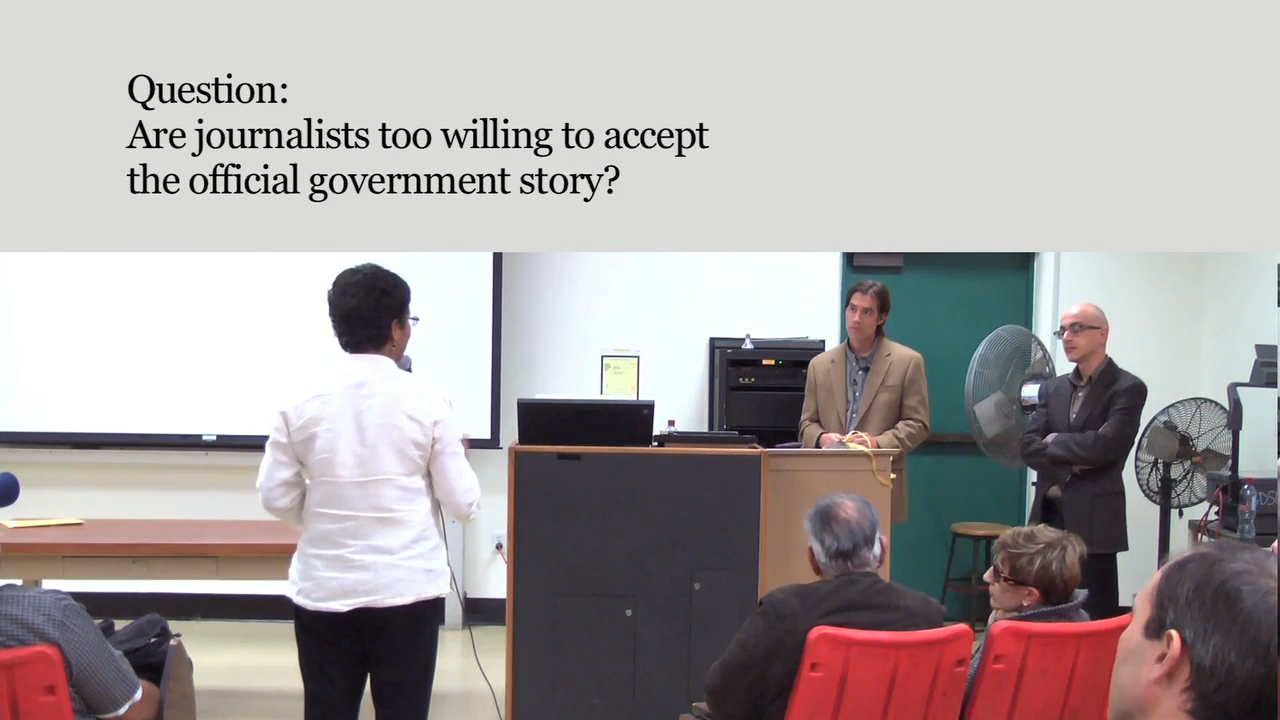 Question:
Are journalists too willing to accept
the official government story?